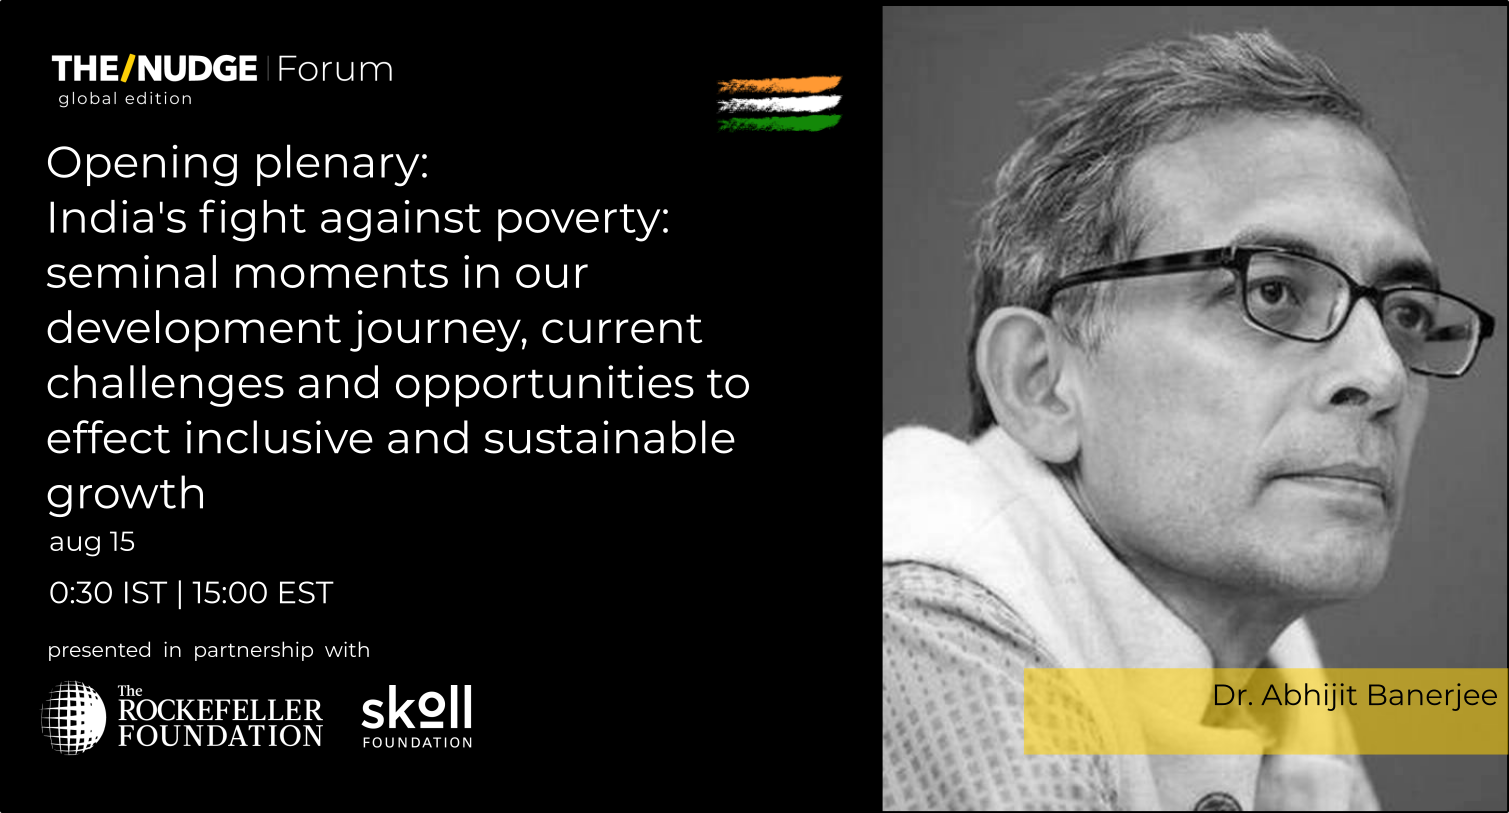 THE/NUDGE | Forum
global edition
Opening plenary:
India's fight against poverty:
seminal moments in our
development journey, current
challenges and opportunities to
effect inclusive and sustainable
growth
aug 15
0:30 IST | 15:00 EST
presented in partnership with
The
ROCKEFELLER
FOUNDATION
skoll
FOUNDATION
Dr. Abhijit Banerjee